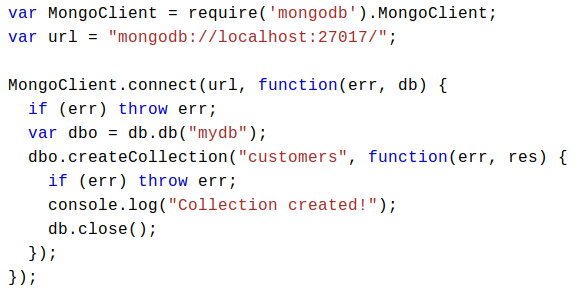 var MongoClient = require('mongodb').MongoClient;
var url = "mongodb://localhost:27017/";

MongoClient.connect(url, function(err, db) {
  if (err) throw err;
  var dbo = db.db("mydb");
  dbo.createCollection("customers", function(err, res) {
    if (err) throw err;
    console.log("Collection created!");
    db.close();
  });
});